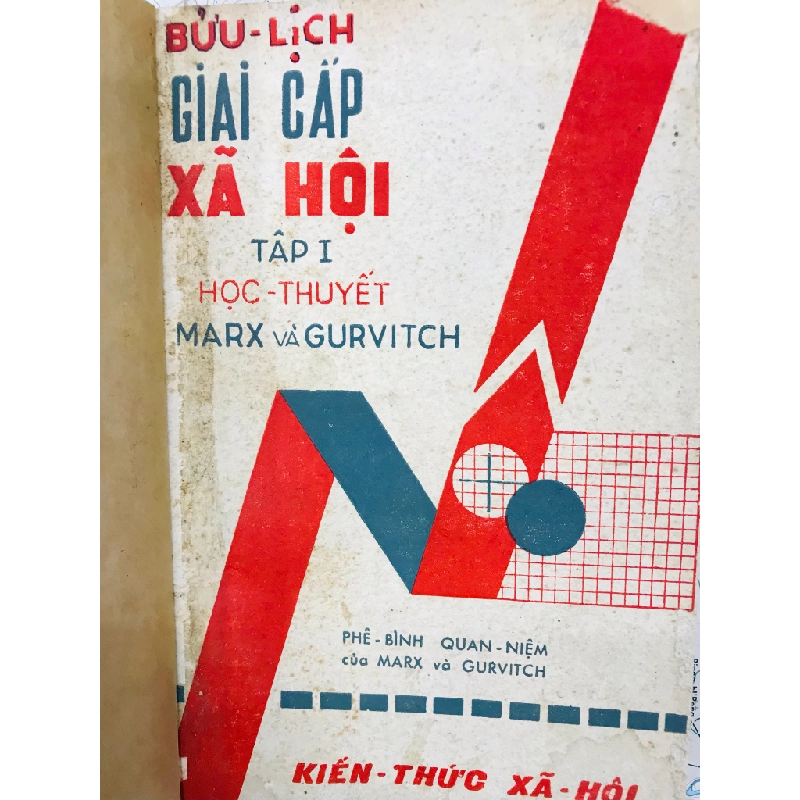 BỬU-LỊCH
GIAI CẤP
XÃ HỘI
TẬP I
HỌC-THUYẾT
MARX VÀ GURVITCH
PHÊ-BÌNH QUAN-NIỆM
của MARX và GURVITCH
KIẾN-THỨC XÃ-HỘI